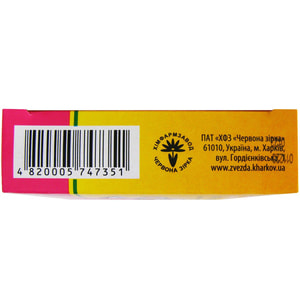 4 820005 747351
ХІМФАРМЗАВОД
ЧЕРВОНА ЗІРКА
ПАТ «ХФЗ «Червона зірка»
61010, Україна, м. Харків,
вул. Гордієнківська,
www.zvezda.kharkov.ua